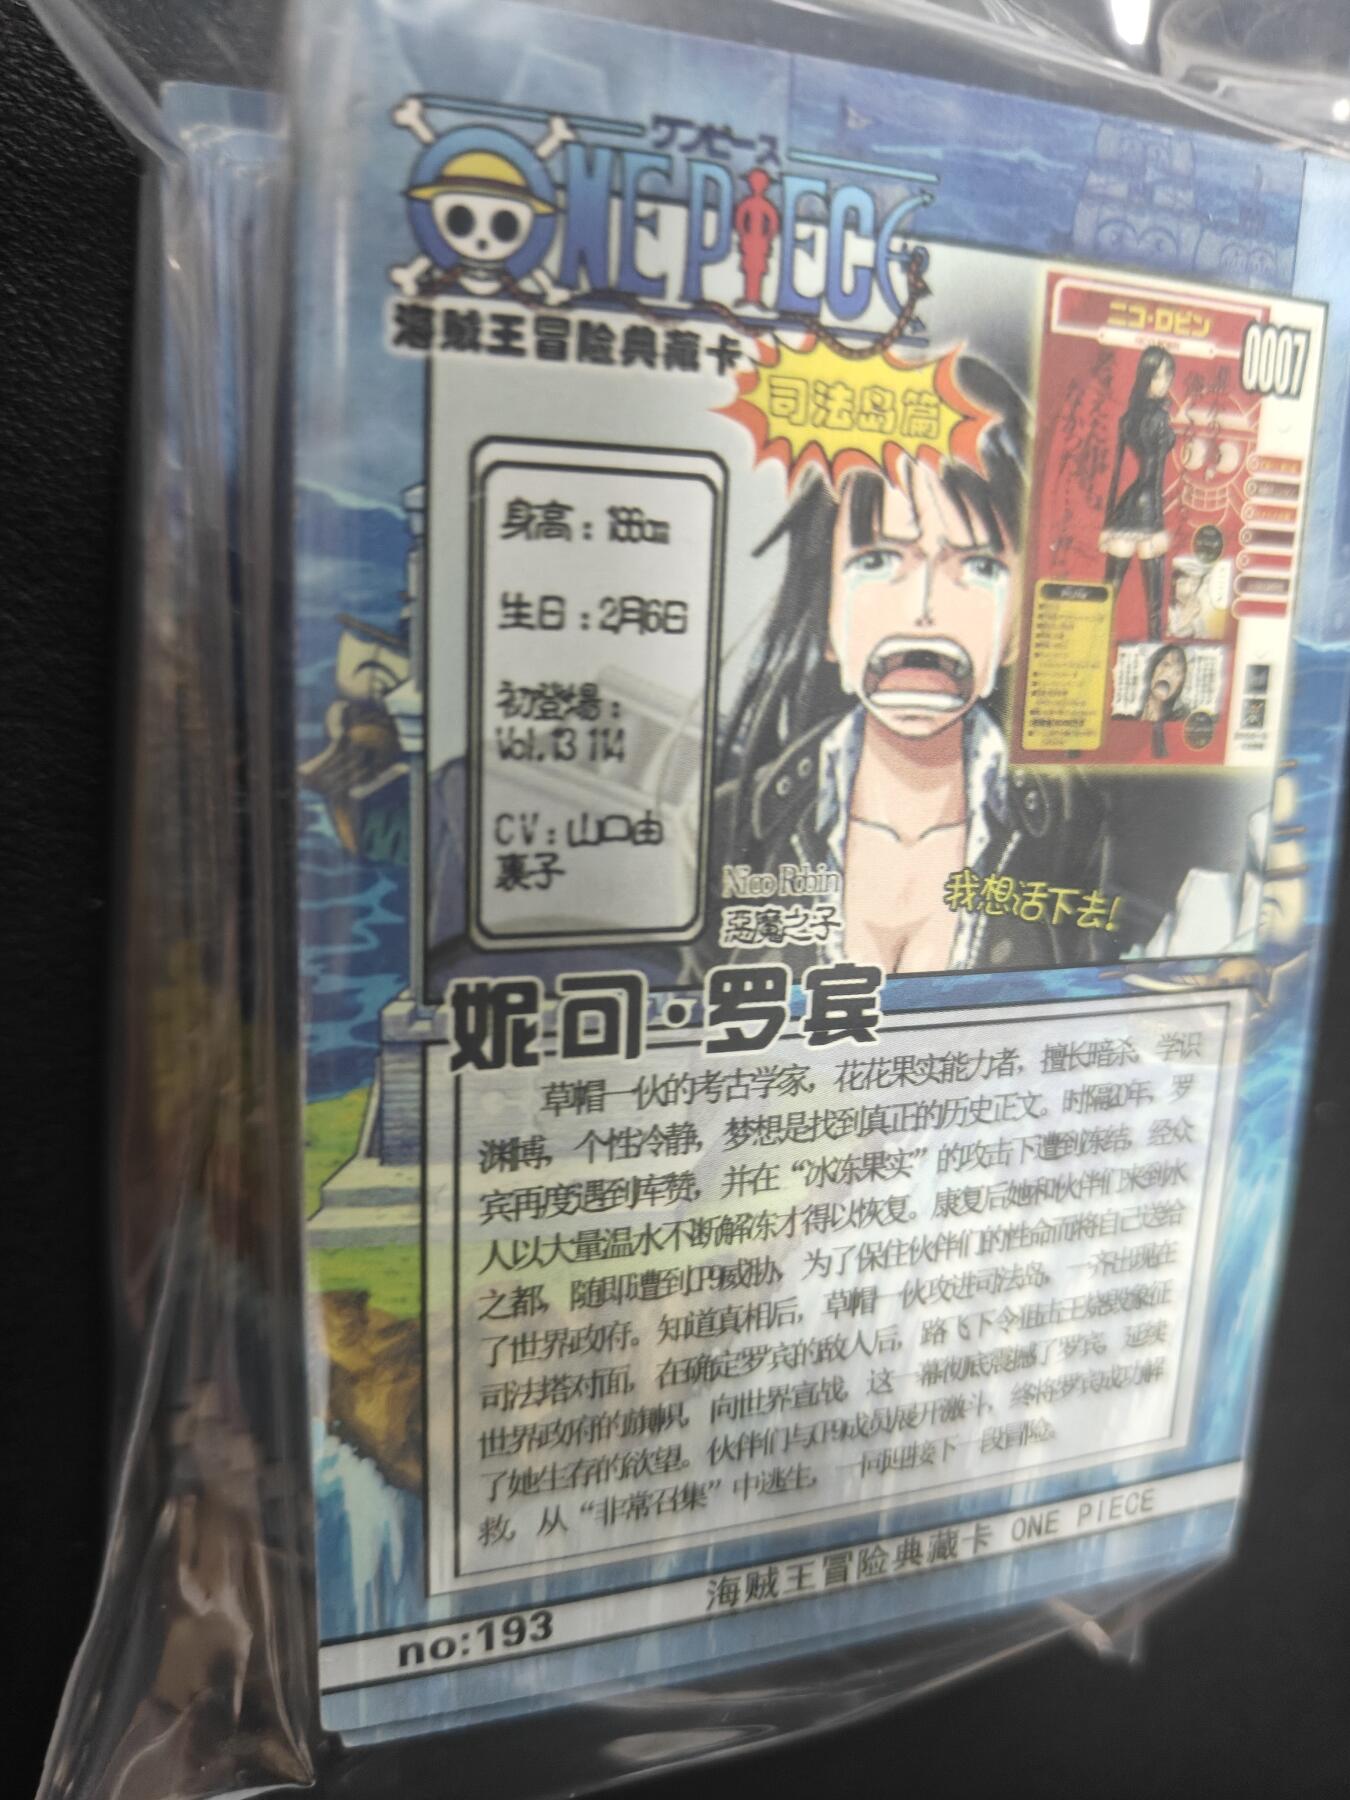 ワンピース
ONE PIECE
海贼王冒险典藏卡
司法岛篇
ニコ・ロビン
0007
身高：188cm
生日：2月6日
初登場：
Vol.13 114
CV：山口由
裏子
Nico Robin
惡魔之子
我想活下去!
妮可·罗宾
草帽一伙的考古学家，花花果实能力者，擅长暗杀，学识
渊博，个性冷静，梦想是找到真正的历史正文。时隔20年，罗
宾再度遇到库赞，并在“冰冻果实”的攻击下遭到冻结，经众
人以大量温水不断解冻才得以恢复。康复后她和伙伴们来到水
之都，随即遭到CP9威胁，为了保住伙伴们的性命而将自己送给
了世界政府。知道真相后，草帽一伙攻进司法岛，一齐出现在
司法塔对面，在确定罗宾的敌人后，路飞下令狙击王烧毁象征
世界政府的旗帜，向世界宣战，这一幕彻底震撼了罗宾，延续
了她生存的欲望。伙伴们与CP9成员展开激斗，终将罗宾成功解
救，从“非常召集”中逃生，一同迎接下一段冒险。
海贼王冒险典藏卡 ONE PIECE
no:193